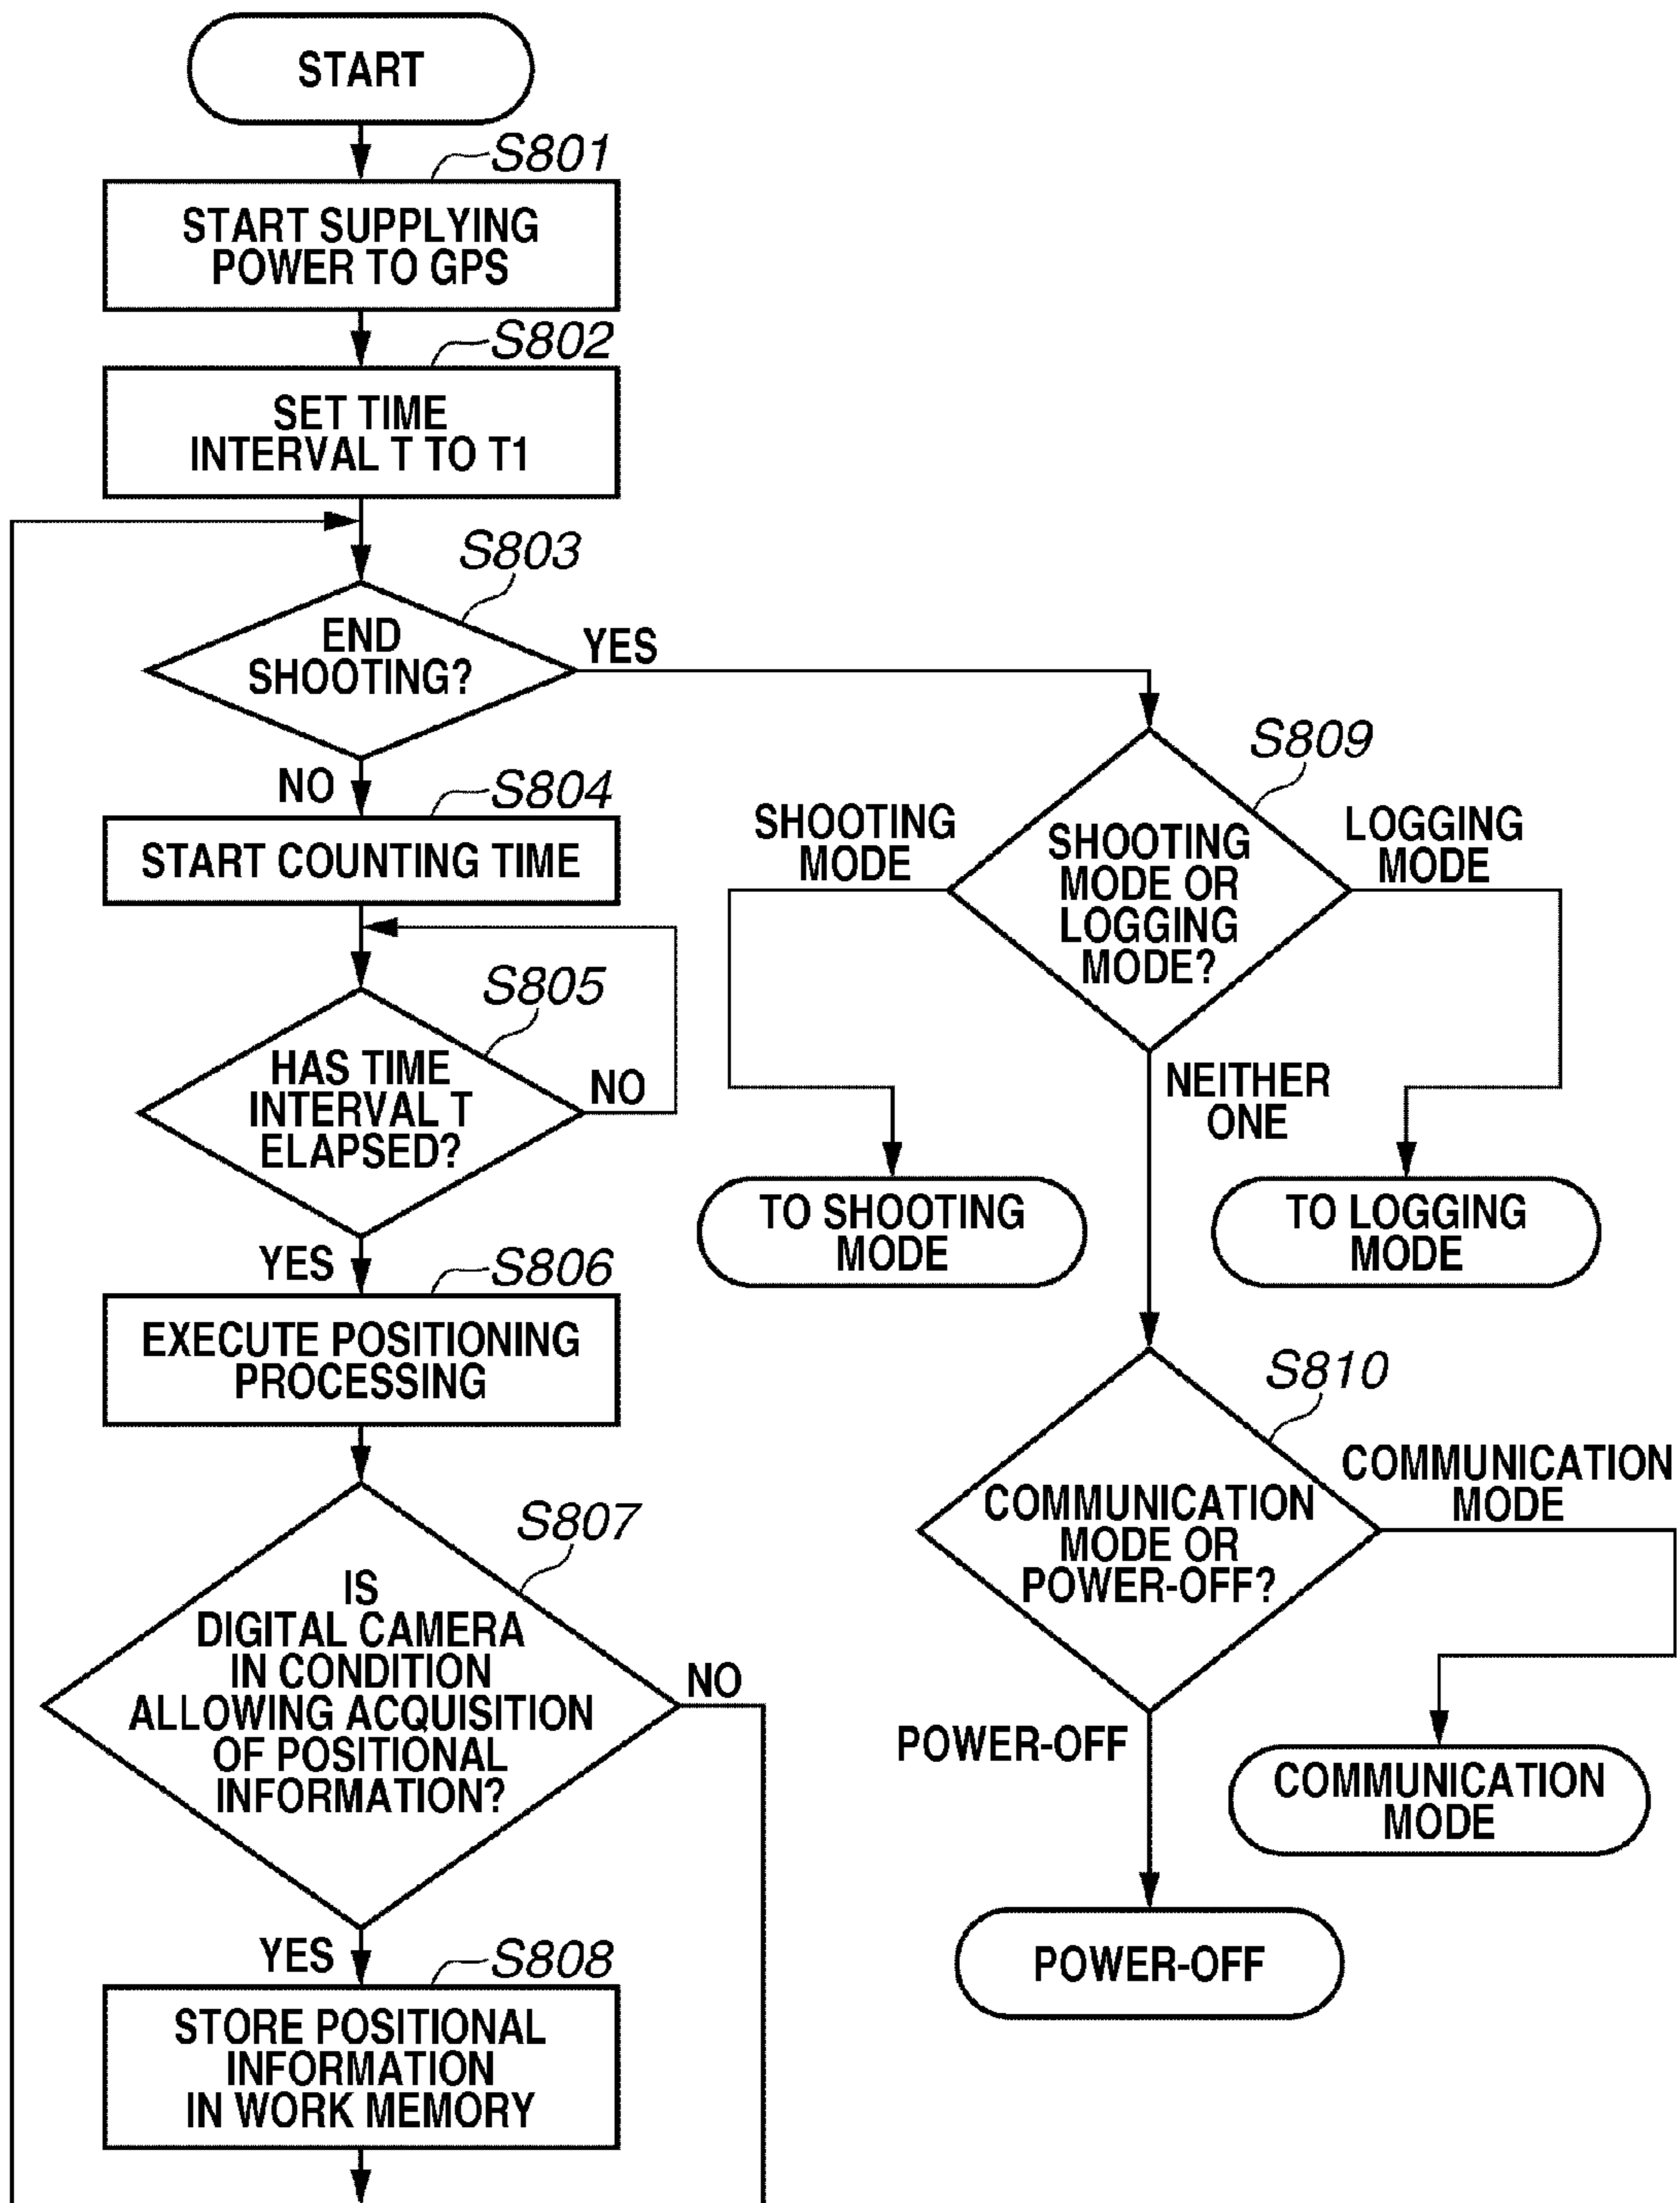 START
S801
START SUPPLYING
POWER TO GPS
S802
SET TIME
INTERVAL T TO T1
S803
END
SHOOTING?
YES
NO
S804
START COUNTING TIME
S805
HAS TIME
INTERVAL T
ELAPSED?
NO
YES
S806
EXECUTE POSITIONING
PROCESSING
S807
IS
DIGITAL CAMERA
IN CONDITION
ALLOWING ACQUISITION
OF POSITIONAL
INFORMATION?
NO
YES
S808
STORE POSITIONAL
INFORMATION
IN WORK MEMORY
S809
SHOOTING
MODE OR
LOGGING
MODE?
SHOOTING
MODE
LOGGING
MODE
NEITHER
ONE
TO SHOOTING
MODE
TO LOGGING
MODE
S810
COMMUNICATION
MODE OR
POWER-OFF?
COMMUNICATION
MODE
POWER-OFF
COMMUNICATION
MODE
POWER-OFF